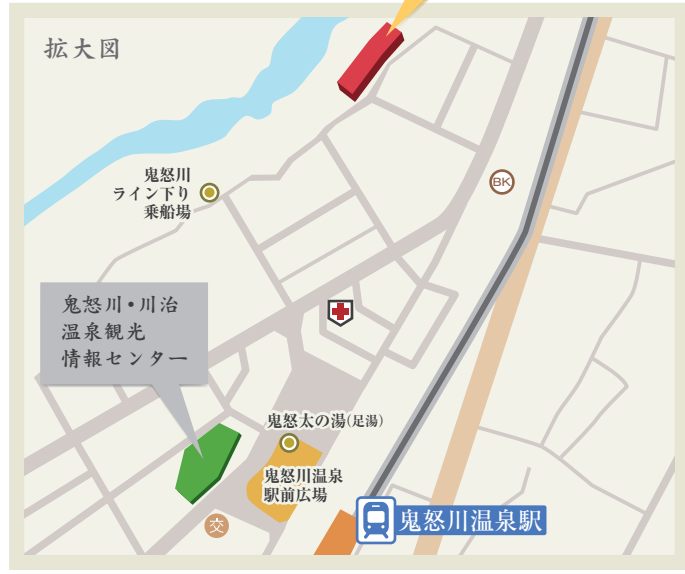 拡大図
鬼怒川
ライン下り
乗船場
BK
鬼怒川・川治
温泉観光
情報センター
鬼怒太の湯(足湯)
鬼怒川温泉
駅前広場
交
鬼怒川温泉駅